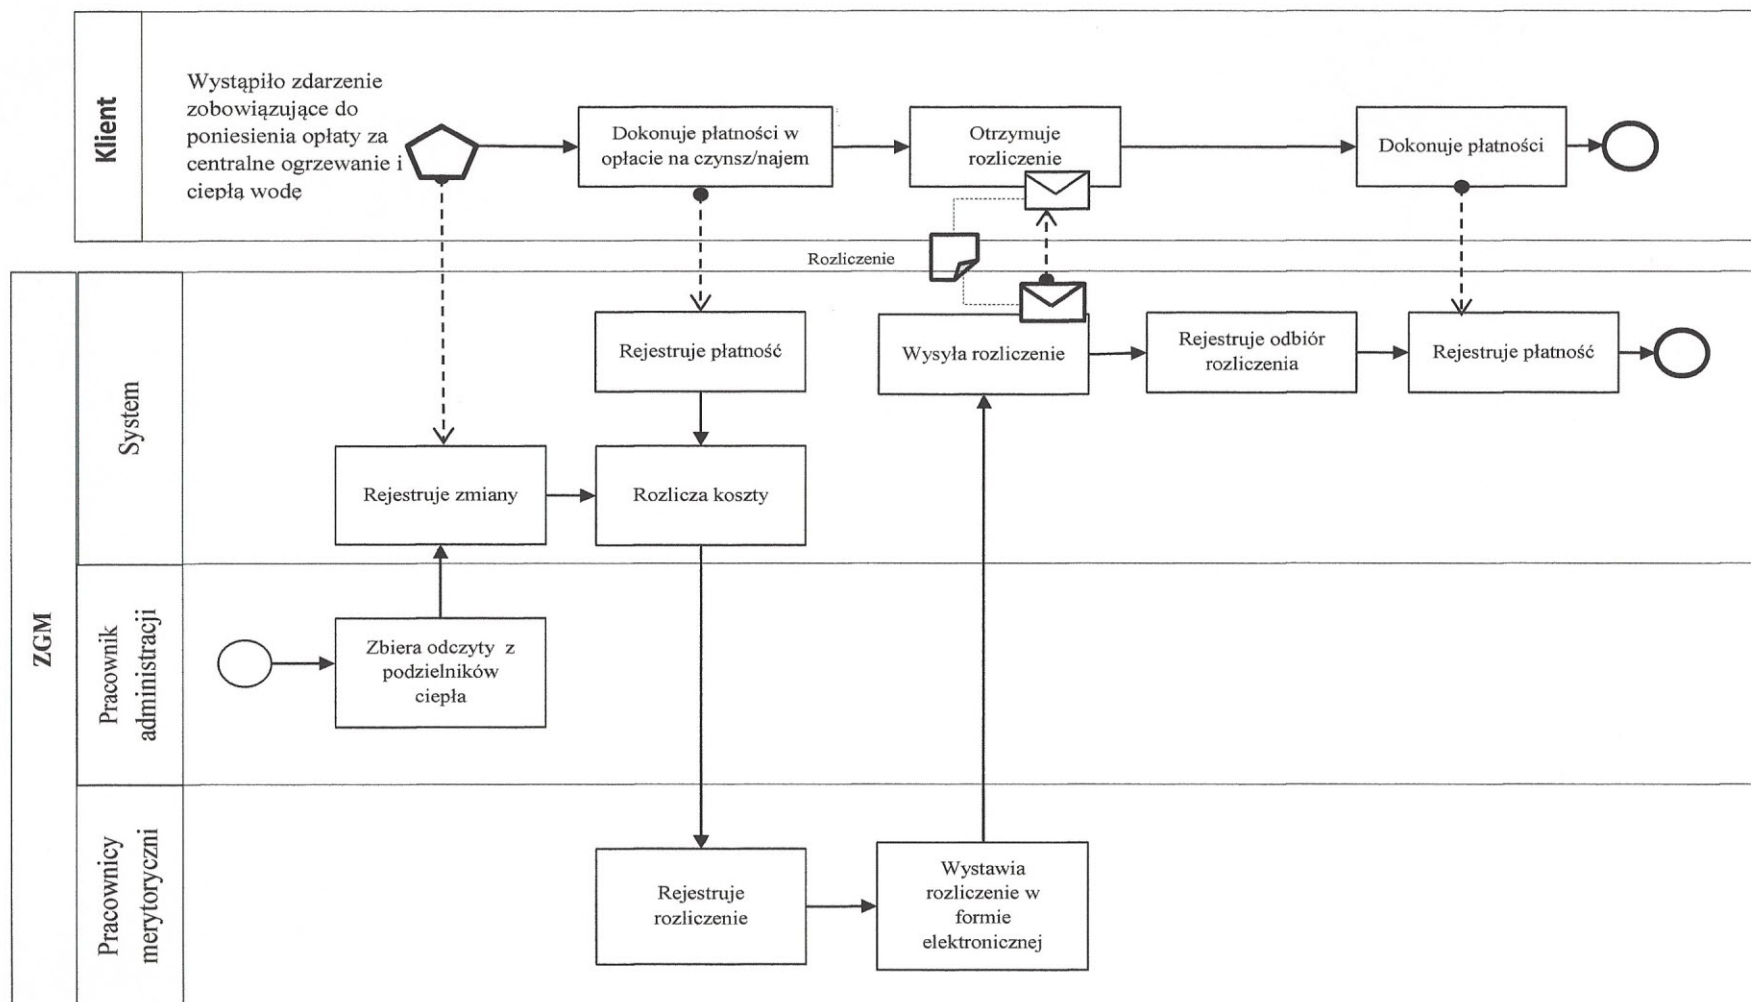 Klient
Wystąpiło zdarzenie
zobowiązujące do
poniesienia opłaty za
centralne ogrzewanie i
ciepłą wodę
Dokonuje płatności w
opłacie na czynsz/najem
Otrzymuje
rozliczenie
Dokonuje płatności
Rozliczenie
ZGM
System
Rejestruje płatność
Wysyła rozliczenie
Rejestruje odbiór
rozliczenia
Rejestruje płatność
Rejestruje zmiany
Rozlicza koszty
Pracownik
administracji
Zbiera odczyty z
podzielników
ciepła
Pracownicy
merytoryczni
Rejestruje
rozliczenie
Wystawia
rozliczenie w
formie
elektronicznej